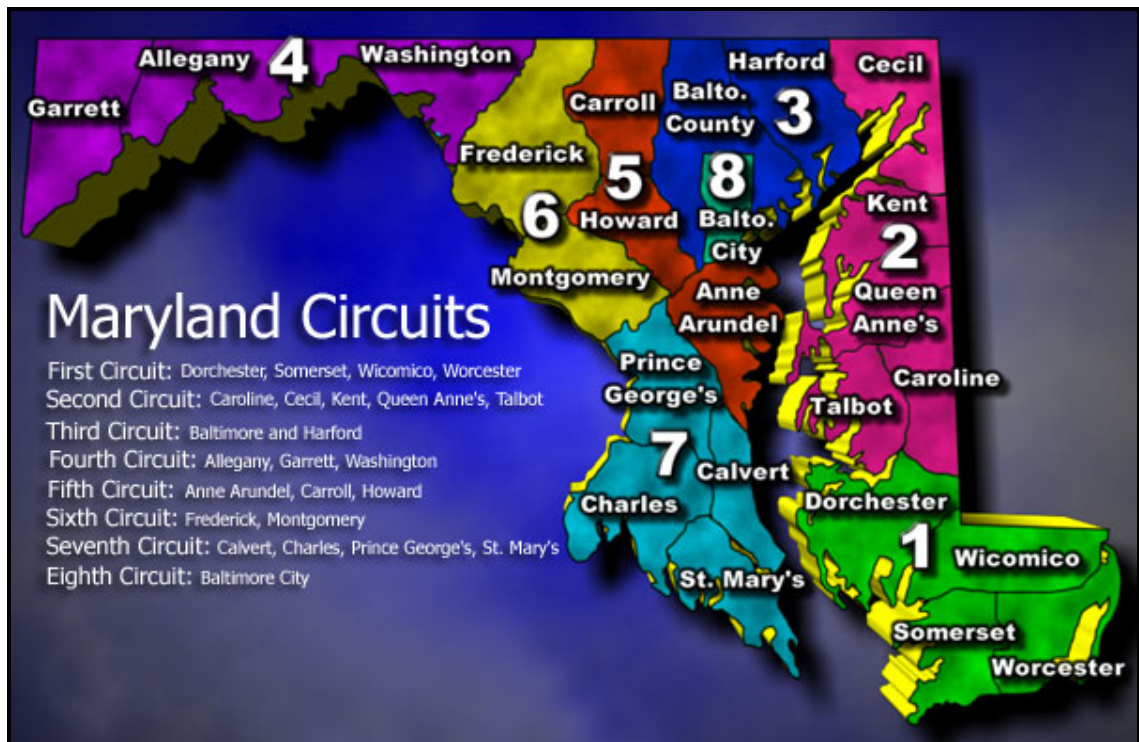 Allegany
4
Washington
Garrett
Harford
Cecil
Carroll
Balto.
County
3
Frederick
5
8
Kent
6
Howard
Balto.
City
2
Montgomery
Anne
Arundel
Queen
Anne's
Maryland Circuits
Prince
George's
Caroline
Talbot
First Circuit: Dorchester, Somerset, Wicomico, Worcester
Second Circuit: Caroline, Cecil, Kent, Queen Anne's, Talbot
Third Circuit: Baltimore and Harford
Fourth Circuit: Allegany, Garrett, Washington
Fifth Circuit: Anne Arundel, Carroll, Howard
Sixth Circuit: Frederick, Montgomery
Seventh Circuit: Calvert, Charles, Prince George's, St. Mary's
Eighth Circuit: Baltimore City
7
Calvert
Charles
St. Mary's
Dorchester
1
Wicomico
Somerset
Worcester